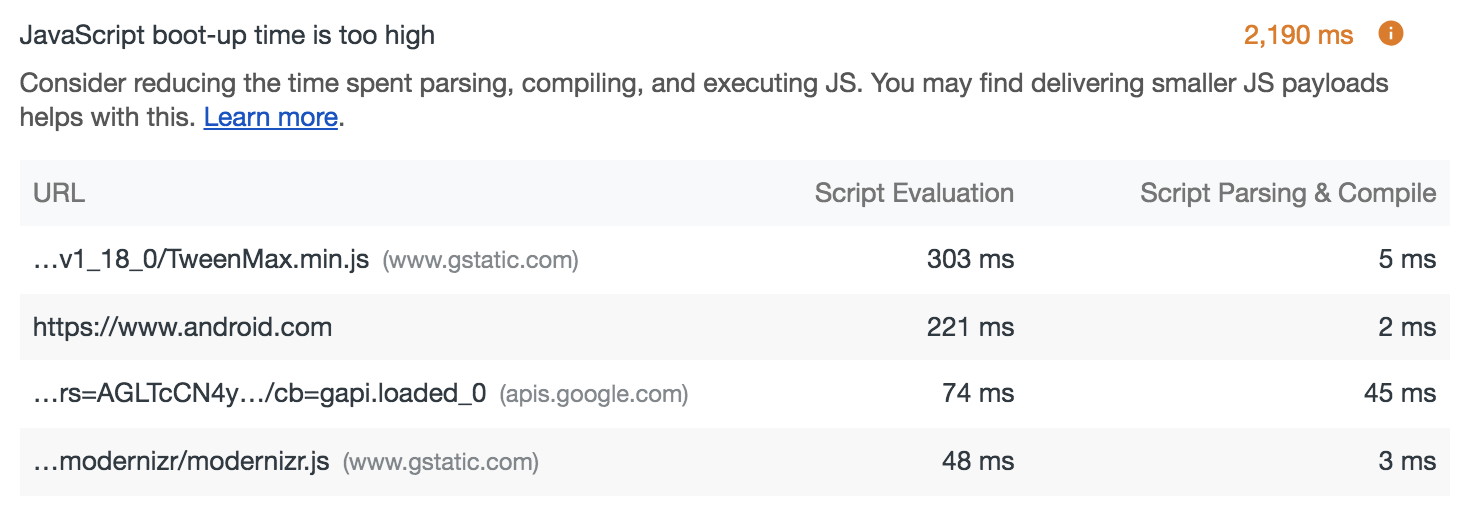 JavaScript boot-up time is too high 2,190 ms
Consider reducing the time spent parsing, compiling, and executing JS. You may find delivering smaller JS payloads
helps with this. Learn more.
URL Script Evaluation Script Parsing & Compile
…v1_18_0/TweenMax.min.js (www.gstatic.com) 303 ms 5 ms
https://www.android.com 221 ms 2 ms
…rs=AGLTcCN4y…/cb=gapi.loaded_0 (apis.google.com) 74 ms 45 ms
…modernizr/modernizr.js (www.gstatic.com) 48 ms 3 ms